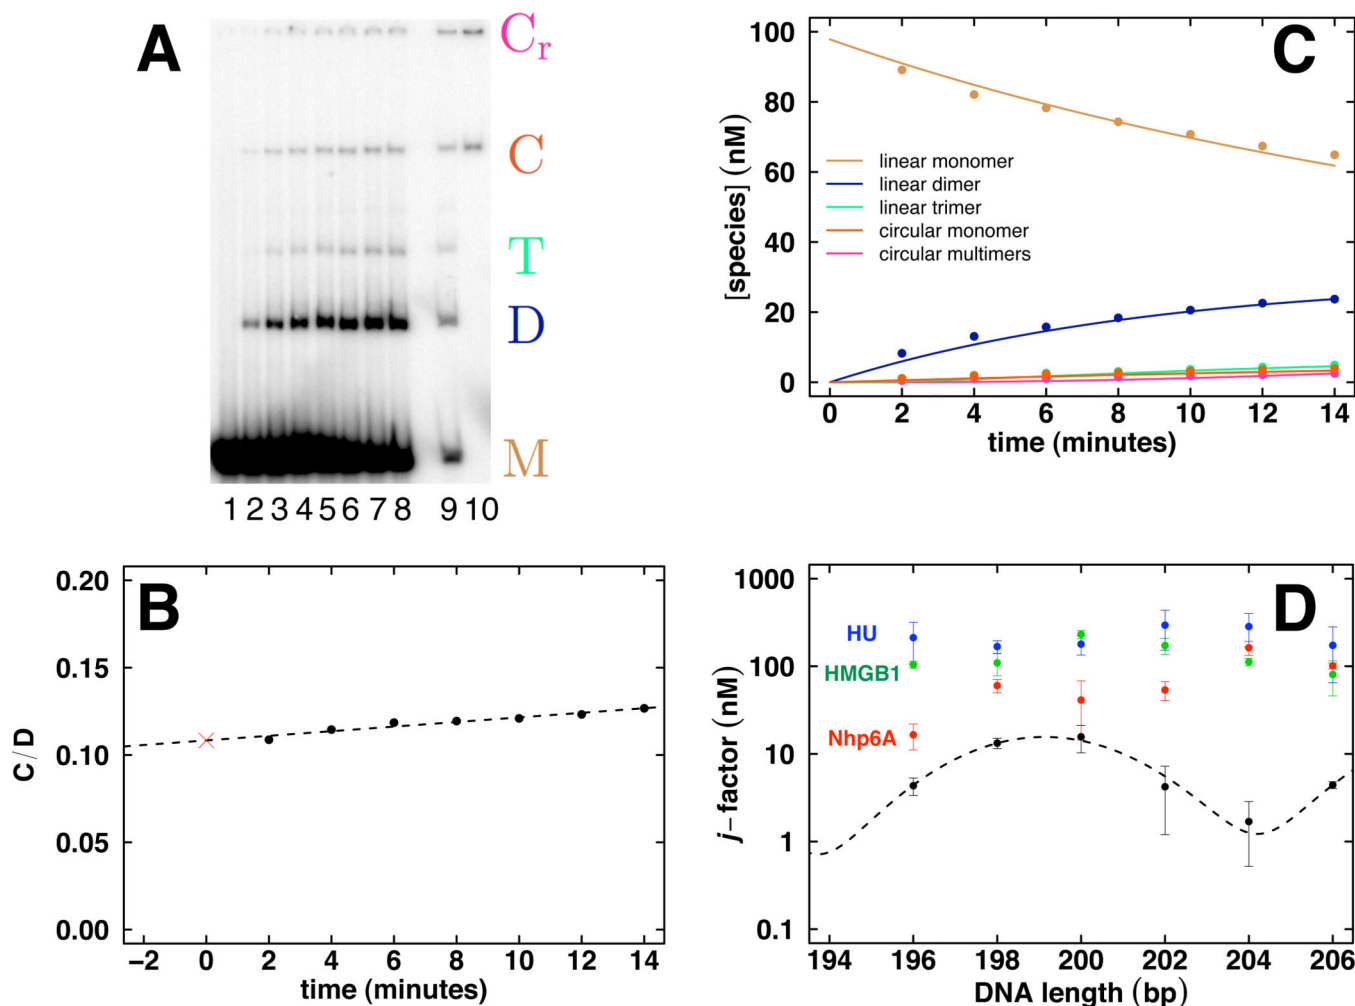 A
C_r
C
T
D
M
1 2 3 4 5 6 7 8 9 10
C
100
80
60
40
20
0
[species] (nM)
linear monomer
linear dimer
linear trimer
circular monomer
circular multimers
0 2 4 6 8 10 12 14
time (minutes)
B
0.20
0.15
0.10
0.05
0.00
C/D
−2 0 2 4 6 8 10 12 14
time (minutes)
D
1000
100
10
1
0.1
j−factor (nM)
HU
HMGB1
Nhp6A
194 196 198 200 202 204 206
DNA length (bp)